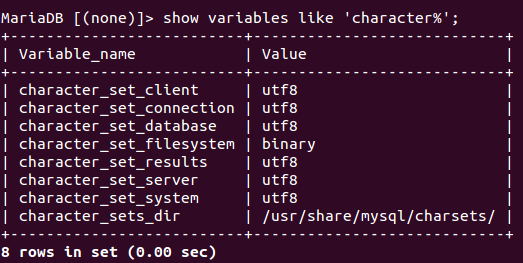 MariaDB [(none)]> show variables like 'character%';
+--------------------------+----------------------------+
| Variable_name            | Value                      |
+--------------------------+----------------------------+
| character_set_client     | utf8                       |
| character_set_connection | utf8                       |
| character_set_database   | utf8                       |
| character_set_filesystem | binary                     |
| character_set_results    | utf8                       |
| character_set_server     | utf8                       |
| character_set_system     | utf8                       |
| character_sets_dir       | /usr/share/mysql/charsets/ |
+--------------------------+----------------------------+
8 rows in set (0.00 sec)